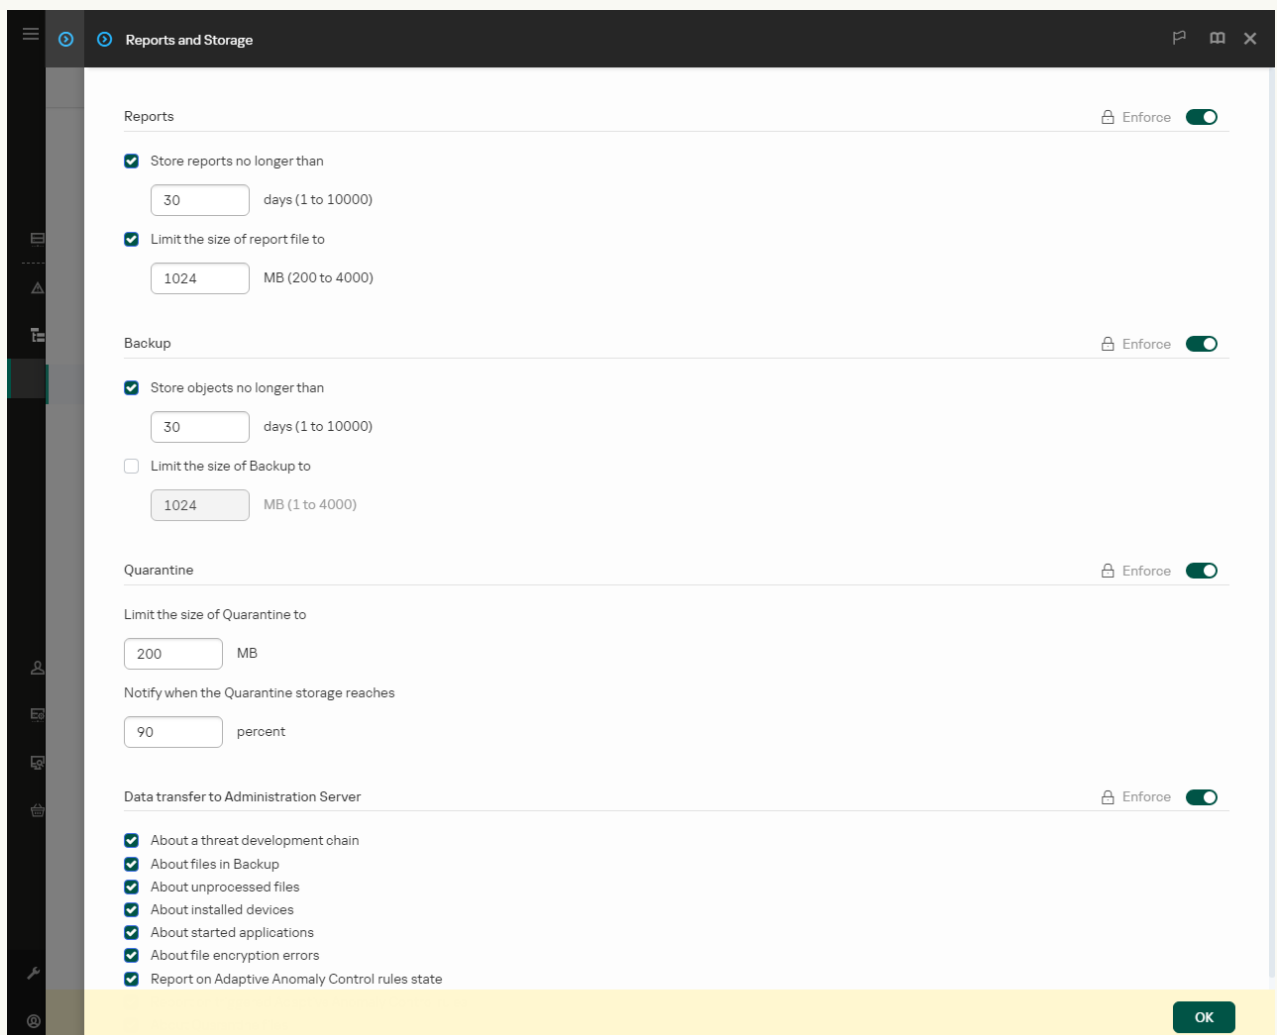 Reports and Storage
Reports
Enforce
Store reports no longer than
30 days (1 to 10000)
Limit the size of report file to
1024 MB (200 to 4000)
Backup
Enforce
Store objects no longer than
30 days (1 to 10000)
Limit the size of Backup to
1024 MB (1 to 4000)
Quarantine
Enforce
Limit the size of Quarantine to
200 MB
Notify when the Quarantine storage reaches
90 percent
Data transfer to Administration Server
Enforce
About a threat development chain
About files in Backup
About unprocessed files
About installed devices
About started applications
About file encryption errors
Report on Adaptive Anomaly Control rules state
OK